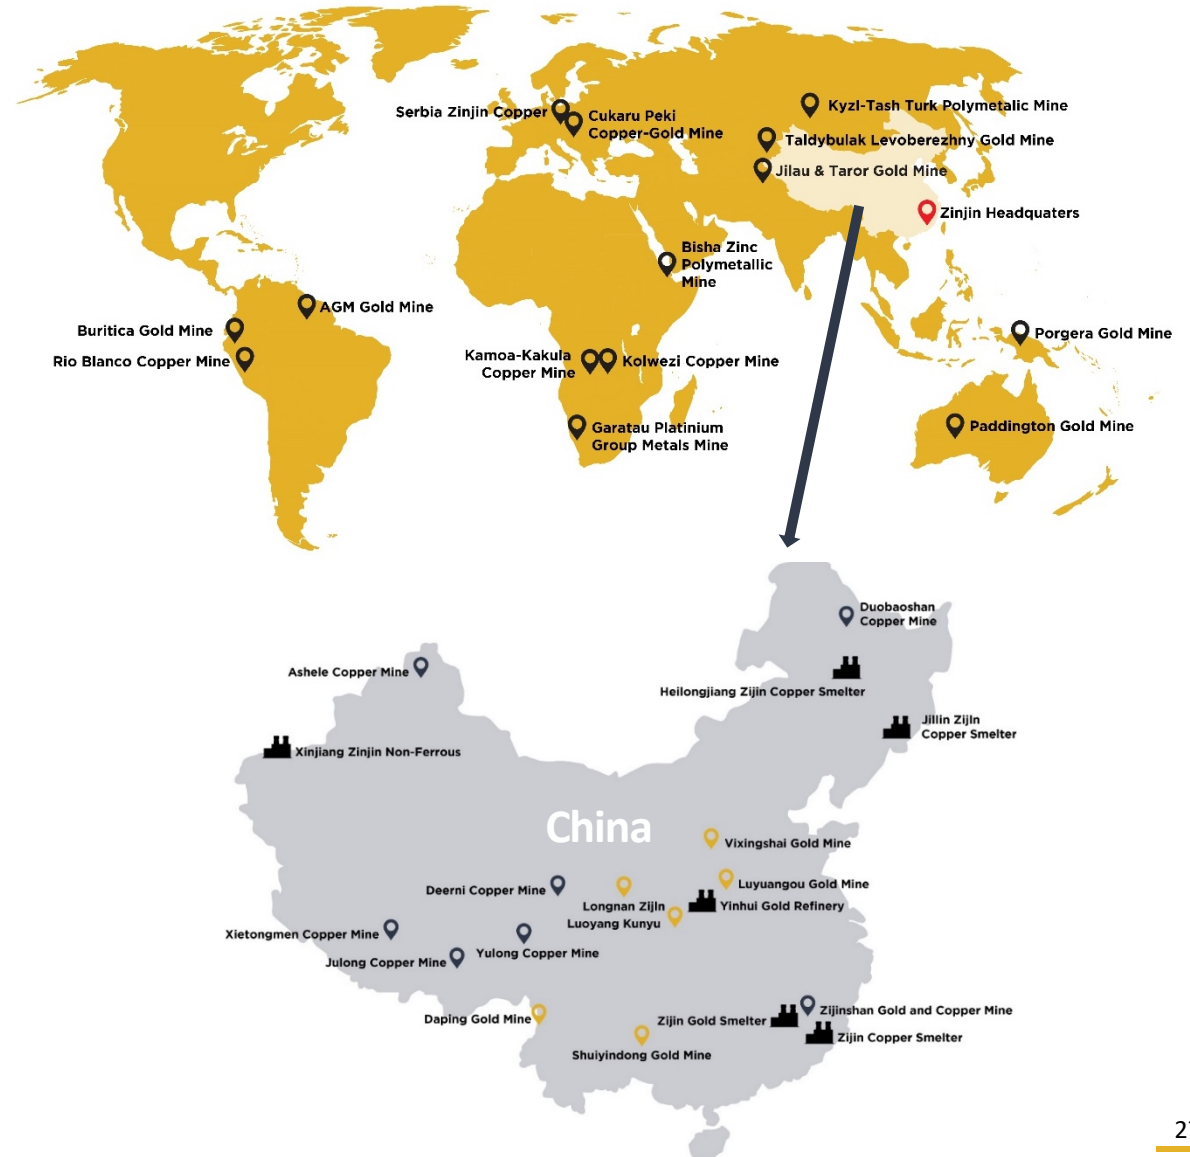 Serbia Zinjin Copper
Cukaru Peki
Copper-Gold Mine
Kyzl-Tash Turk Polymetalic Mine
Taldybulak Levoberezhny Gold Mine
Jilau & Taror Gold Mine
Zinjin Headquaters
Bisha Zinc
Polymetallic
Mine
AGM Gold Mine
Buritica Gold Mine
Rio Blanco Copper Mine
Kamoa-Kakula
Copper Mine
Kolwezi Copper Mine
Porgera Gold Mine
Garatau Platinium
Group Metals Mine
Paddington Gold Mine
Duobaoshan
Copper Mine
Ashele Copper Mine
Heilongjiang Zijin Copper Smelter
Jillin Zijln
Copper Smelter
Xinjiang Zinjin Non-Ferrous
China
Vixingshai Gold Mine
Deerni Copper Mine
Luyuangou Gold Mine
Longnan Zijln
Yinhui Gold Refinery
Luoyang Kunyu
Xietongmen Copper Mine
Yulong Copper Mine
Julong Copper Mine
Daping Gold Mine
Zijin Gold Smelter
Zijinshan Gold and Copper Mine
Zijin Copper Smelter
Shuiyindong Gold Mine